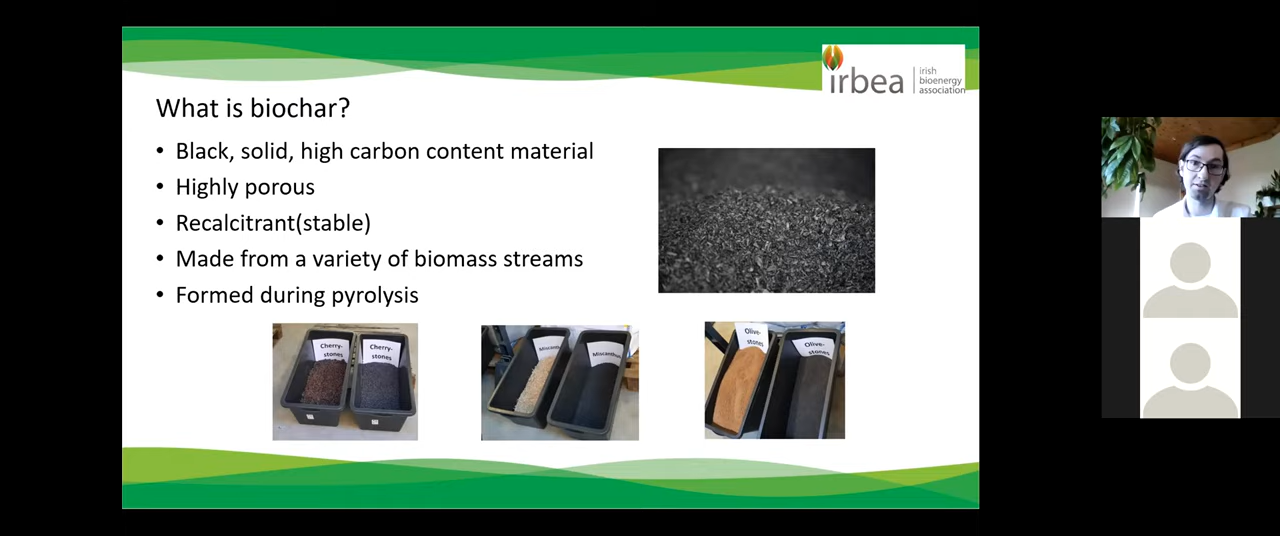 irbea
irish
bioenergy
association
What is biochar?
• Black, solid, high carbon content material
• Highly porous
• Recalcitrant(stable)
• Made from a variety of biomass streams
• Formed during pyrolysis
Cherry-
stones
Cherry-
stones
Miscanthus
Olive-
stones
Olive-
stones